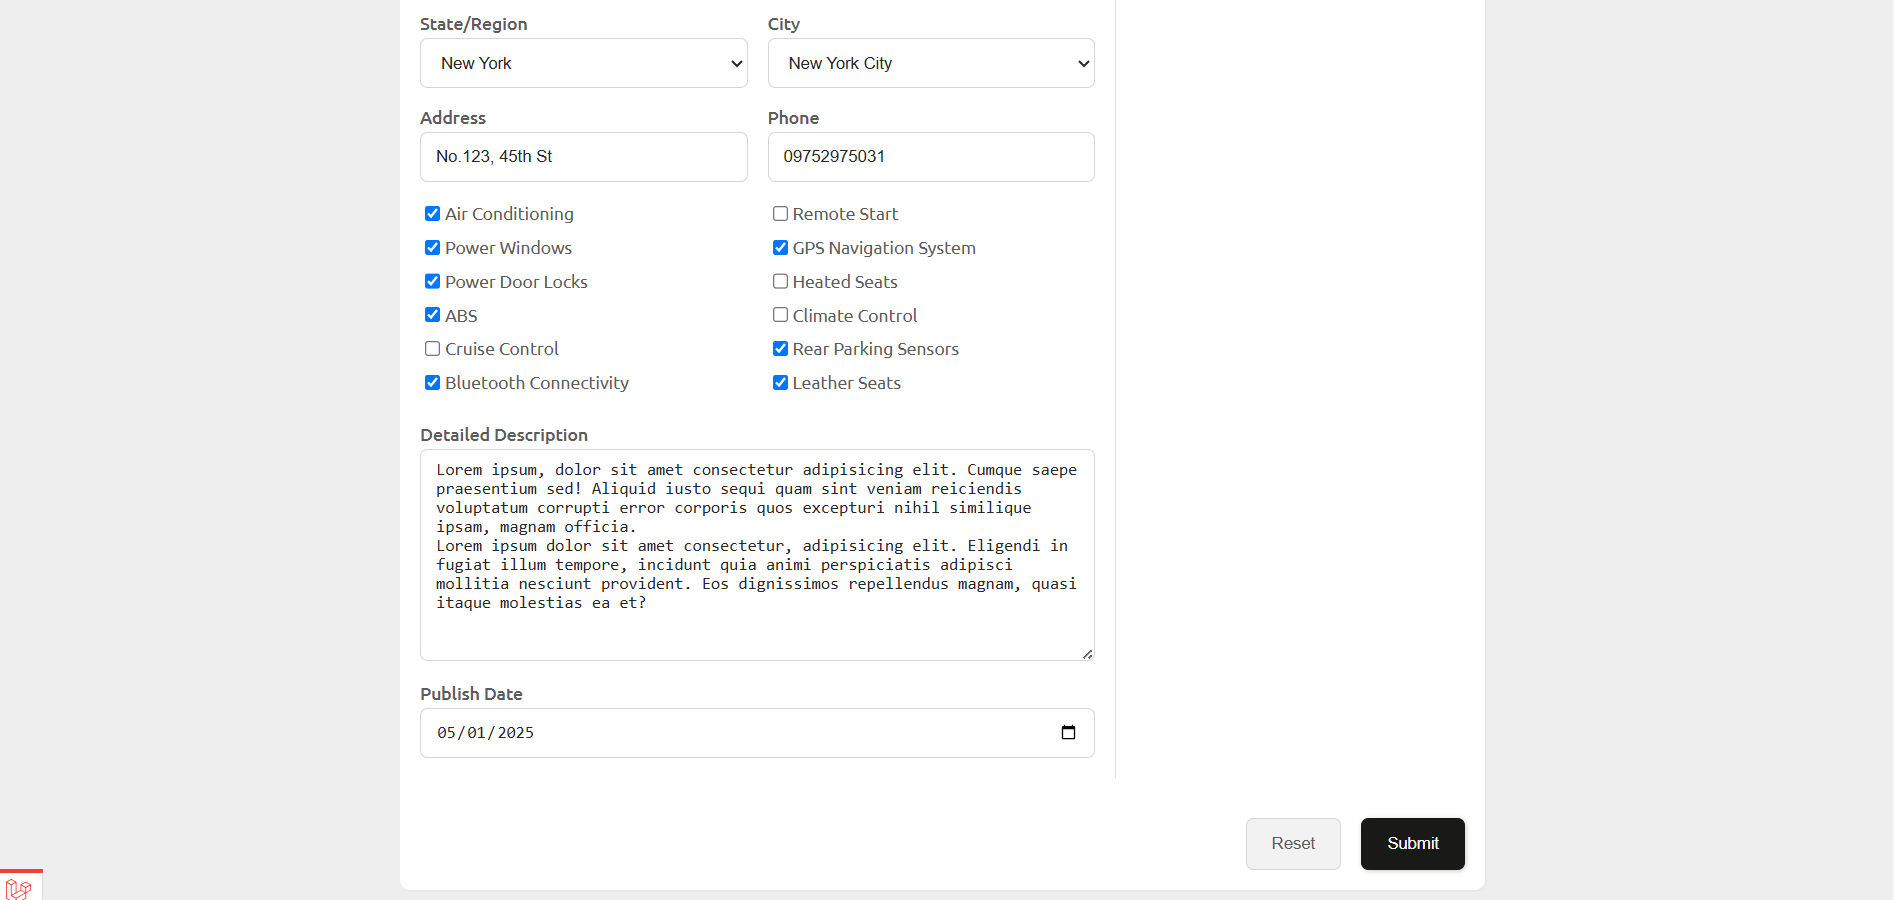 State/Region
City
New York
New York City
Address
Phone
No.123, 45th St
09752975031
Air Conditioning
Remote Start
Power Windows
GPS Navigation System
Power Door Locks
Heated Seats
ABS
Climate Control
Cruise Control
Rear Parking Sensors
Bluetooth Connectivity
Leather Seats
Detailed Description
Lorem ipsum, dolor sit amet consectetur adipisicing elit. Cumque saepe
praesentium sed! Aliquid iusto sequi quam sint veniam reiciendis
voluptatum corrupti error corporis quos excepturi nihil similique
ipsam, magnam officia.
Lorem ipsum dolor sit amet consectetur, adipisicing elit. Eligendi in
fugiat illum tempore, incidunt quia animi perspiciatis adipisci
mollitia nesciunt provident. Eos dignissimos repellendus magnam, quasi
itaque molestias ea et?
Publish Date
05/01/2025
Reset
Submit